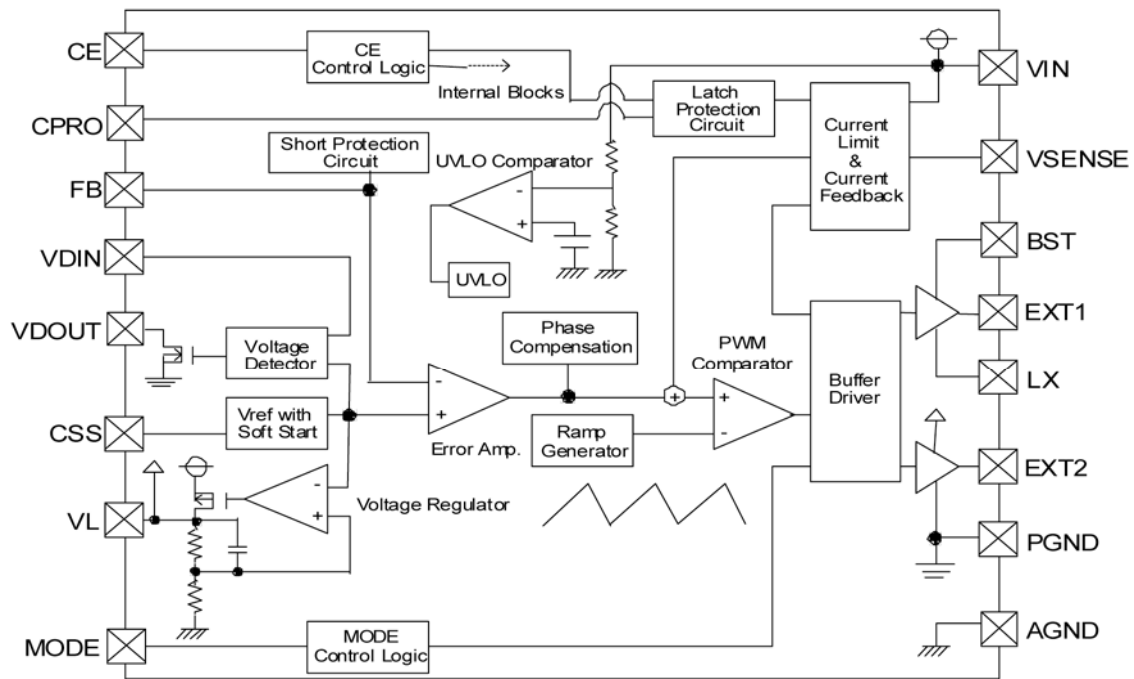 CE
CE
Control Logic
Internal Blocks
VIN
CPRO
Latch
Protection
Circuit
Current
Limit
&
Current
Feedback
VSENSE
Short Protection
Circuit
UVLO Comparator
FB
-
+
UVLO
VDIN
BST
VDOUT
Voltage
Detector
Phase
Compensation
PWM
Comparator
EXT1
Buffer
Driver
LX
CSS
Vref with
Soft Start
-
+
Error Amp.
+
+
-
Ramp
Generator
VL
-
+
Voltage Regulator
EXT2
PGND
MODE
MODE
Control Logic
AGND